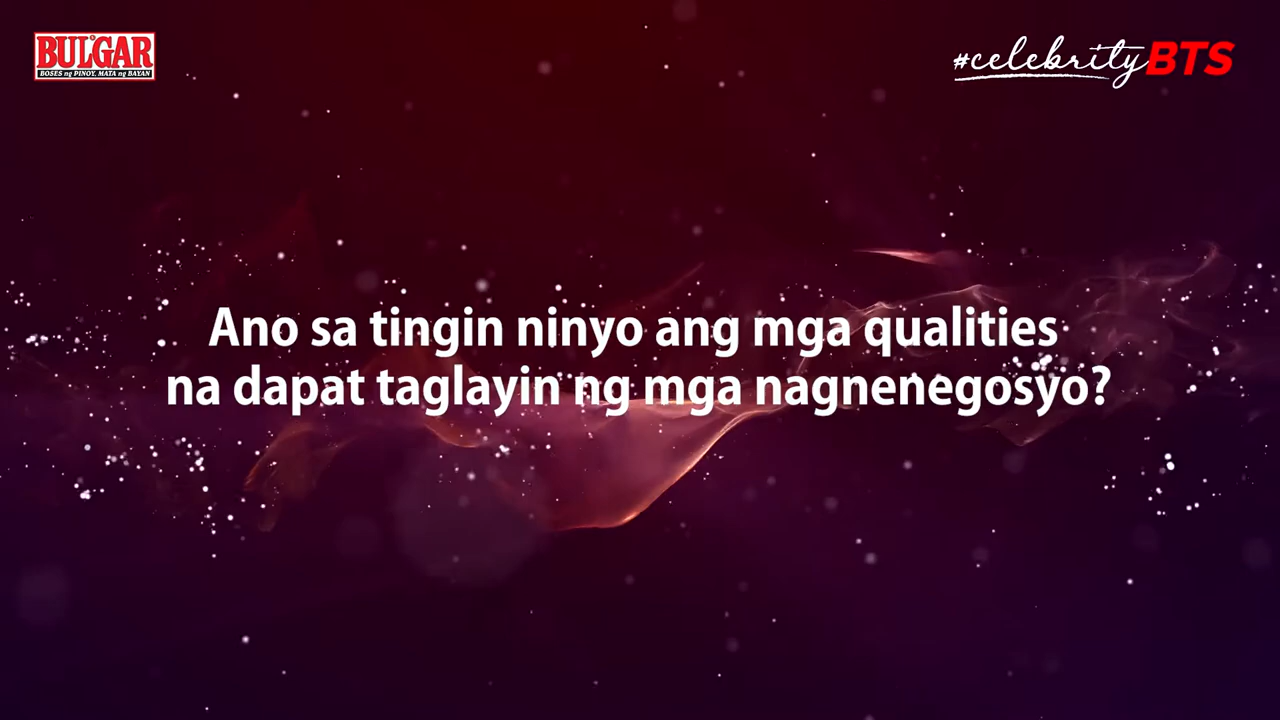 BULGAR
BOSES ng PINOY, MATA ng BAYAN
#celebrityBTS
Ano sa tingin ninyo ang mga qualities
na dapat taglayin ng mga nagnenegosyo?